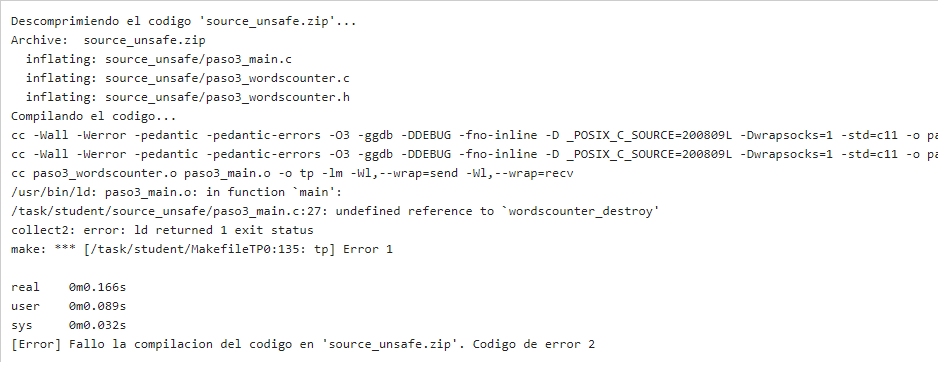 Descomprimiendo el codigo 'source_unsafe.zip'...
Archive:  source_unsafe.zip
  inflating: source_unsafe/paso3_main.c
  inflating: source_unsafe/paso3_wordscounter.c
  inflating: source_unsafe/paso3_wordscounter.h
Compilando el codigo...
cc -Wall -Werror -pedantic -pedantic-errors -O3 -ggdb -DDEBUG -fno-inline -D _POSIX_C_SOURCE=200809L -Dwrapsocks=1 -std=c11 -o pa
cc -Wall -Werror -pedantic -pedantic-errors -O3 -ggdb -DDEBUG -fno-inline -D _POSIX_C_SOURCE=200809L -Dwrapsocks=1 -std=c11 -o pa
cc paso3_wordscounter.o paso3_main.o -o tp -lm -Wl,--wrap=send -Wl,--wrap=recv
/usr/bin/ld: paso3_main.o: in function `main':
/task/student/source_unsafe/paso3_main.c:27: undefined reference to `wordscounter_destroy'
collect2: error: ld returned 1 exit status
make: *** [/task/student/MakefileTP0:135: tp] Error 1

real    0m0.166s
user    0m0.089s
sys     0m0.032s
[Error] Fallo la compilacion del codigo en 'source_unsafe.zip'. Codigo de error 2